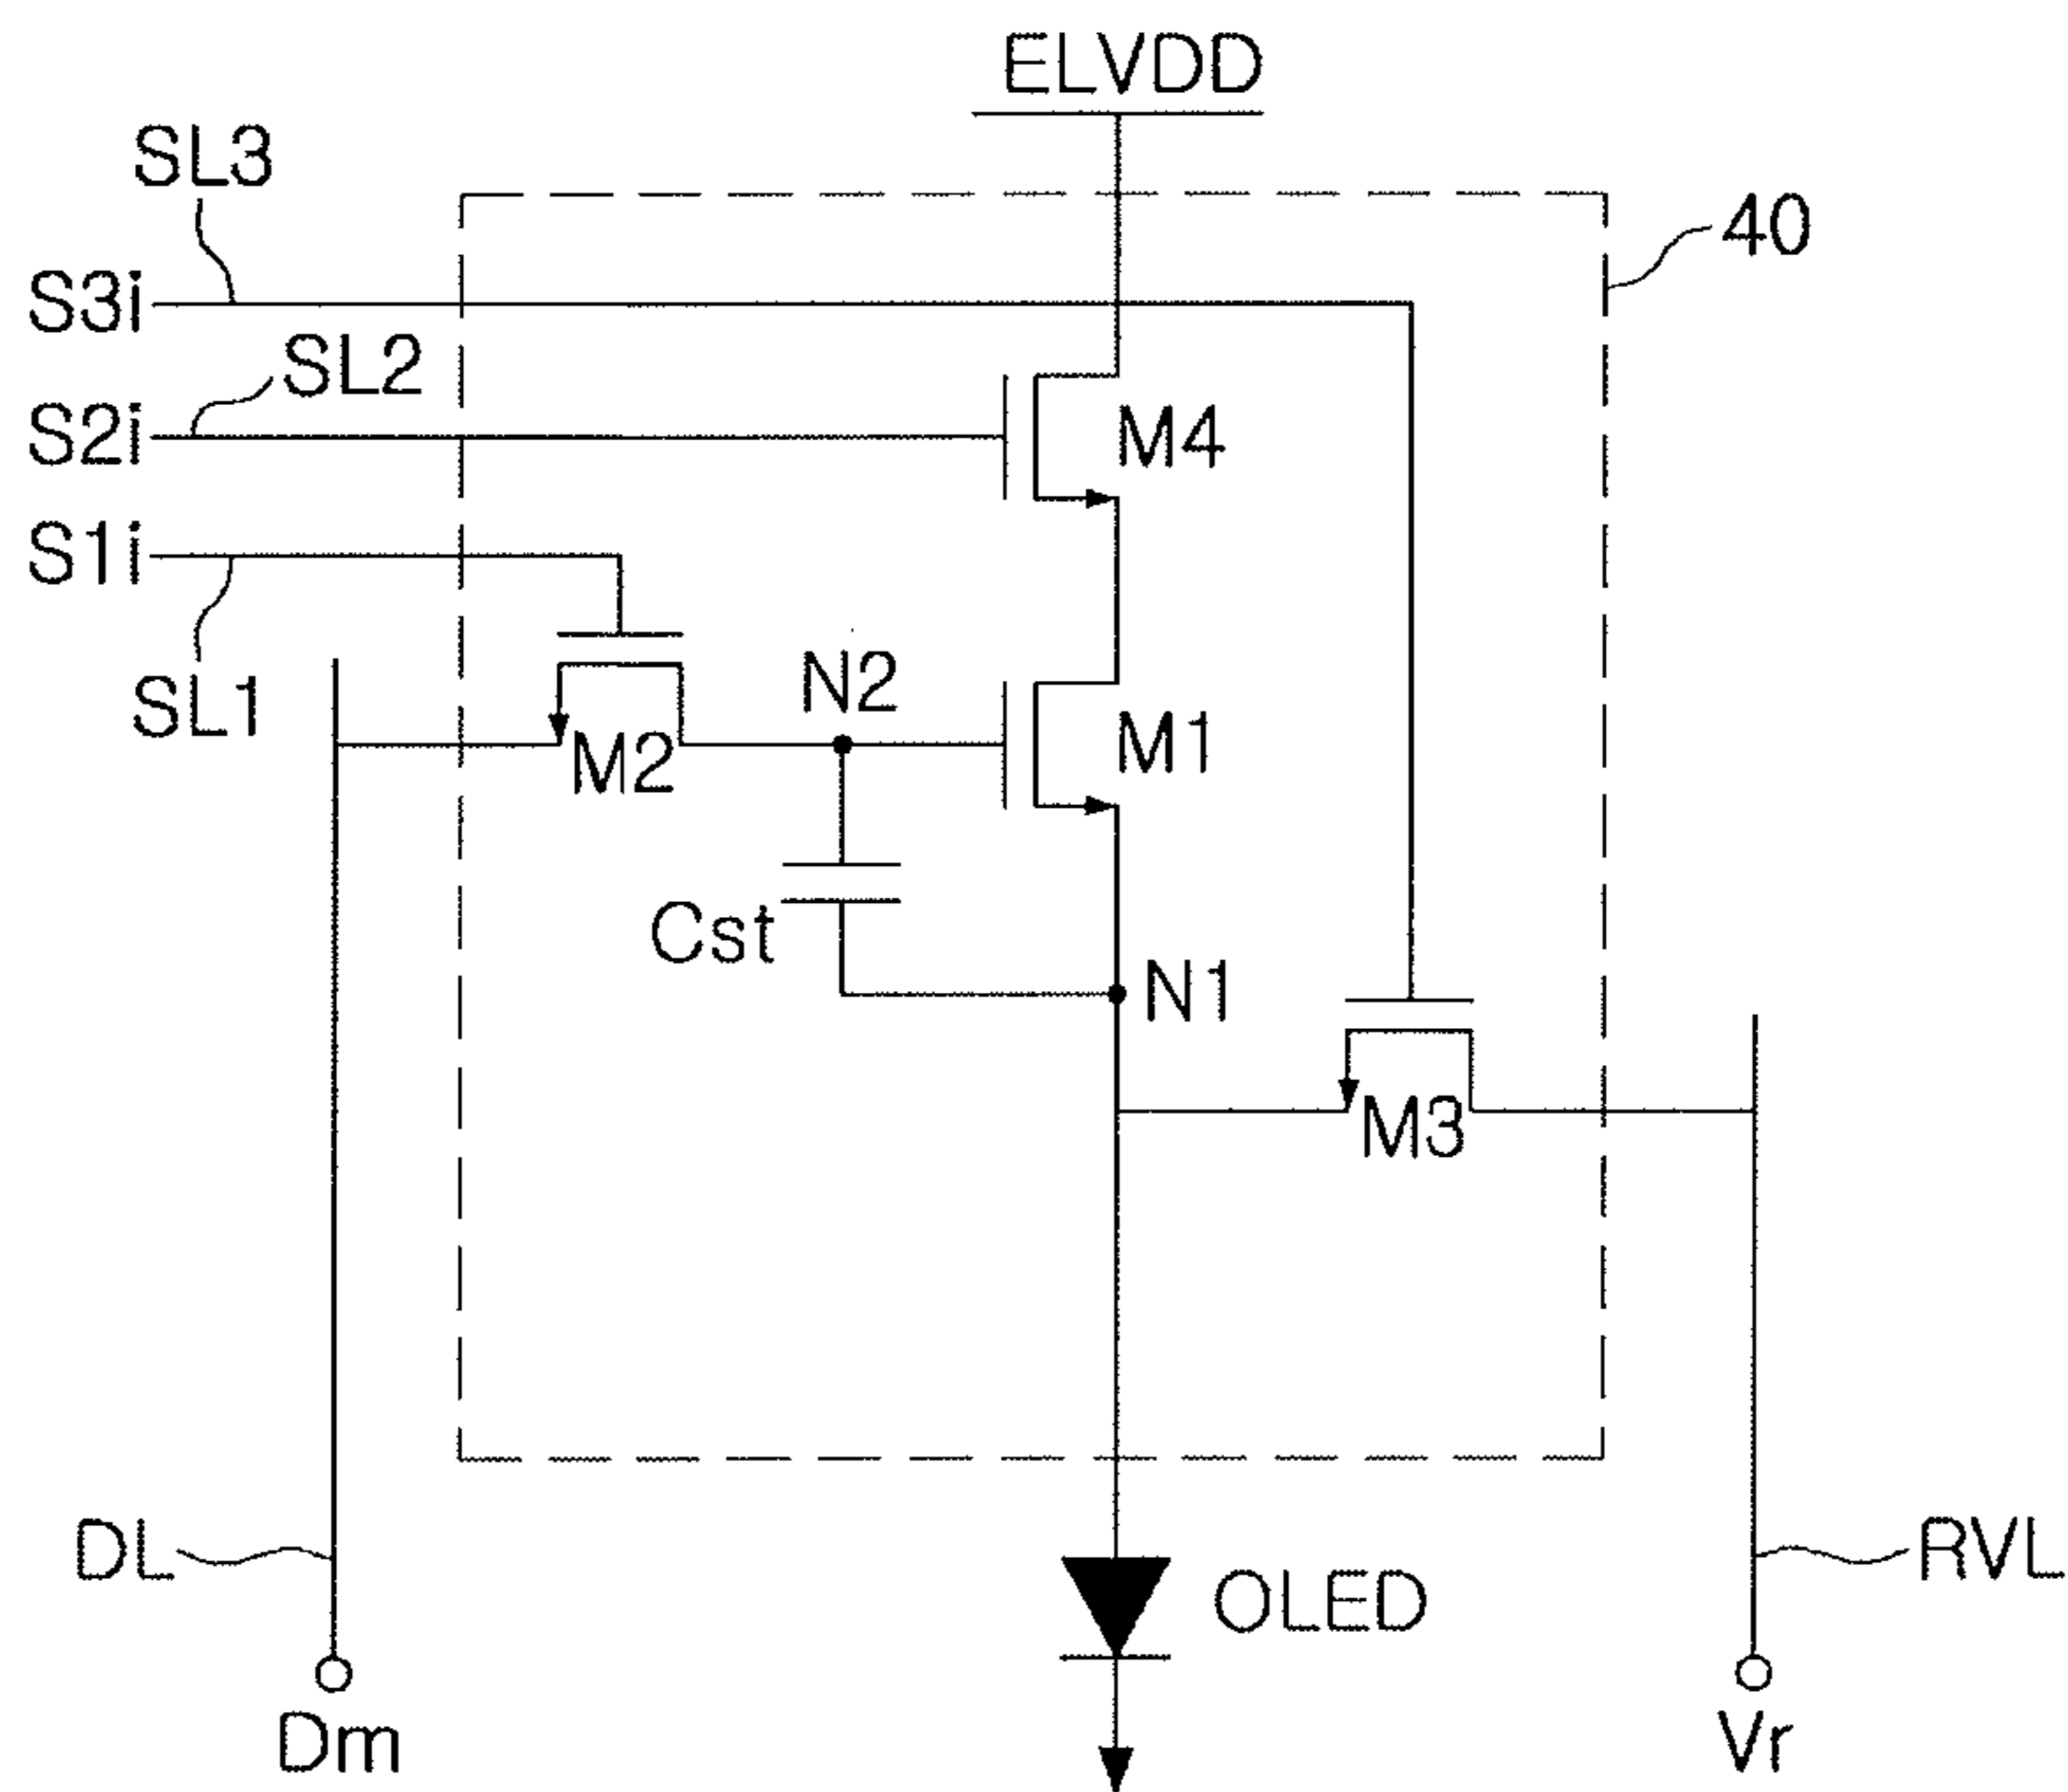 ELVDD
SL3
40
S3i
SL2
S2i
M4
S1i
SL1
N2
M2
M1
Cst
N1
M3
DL
OLED
RVL
Dm
Vr